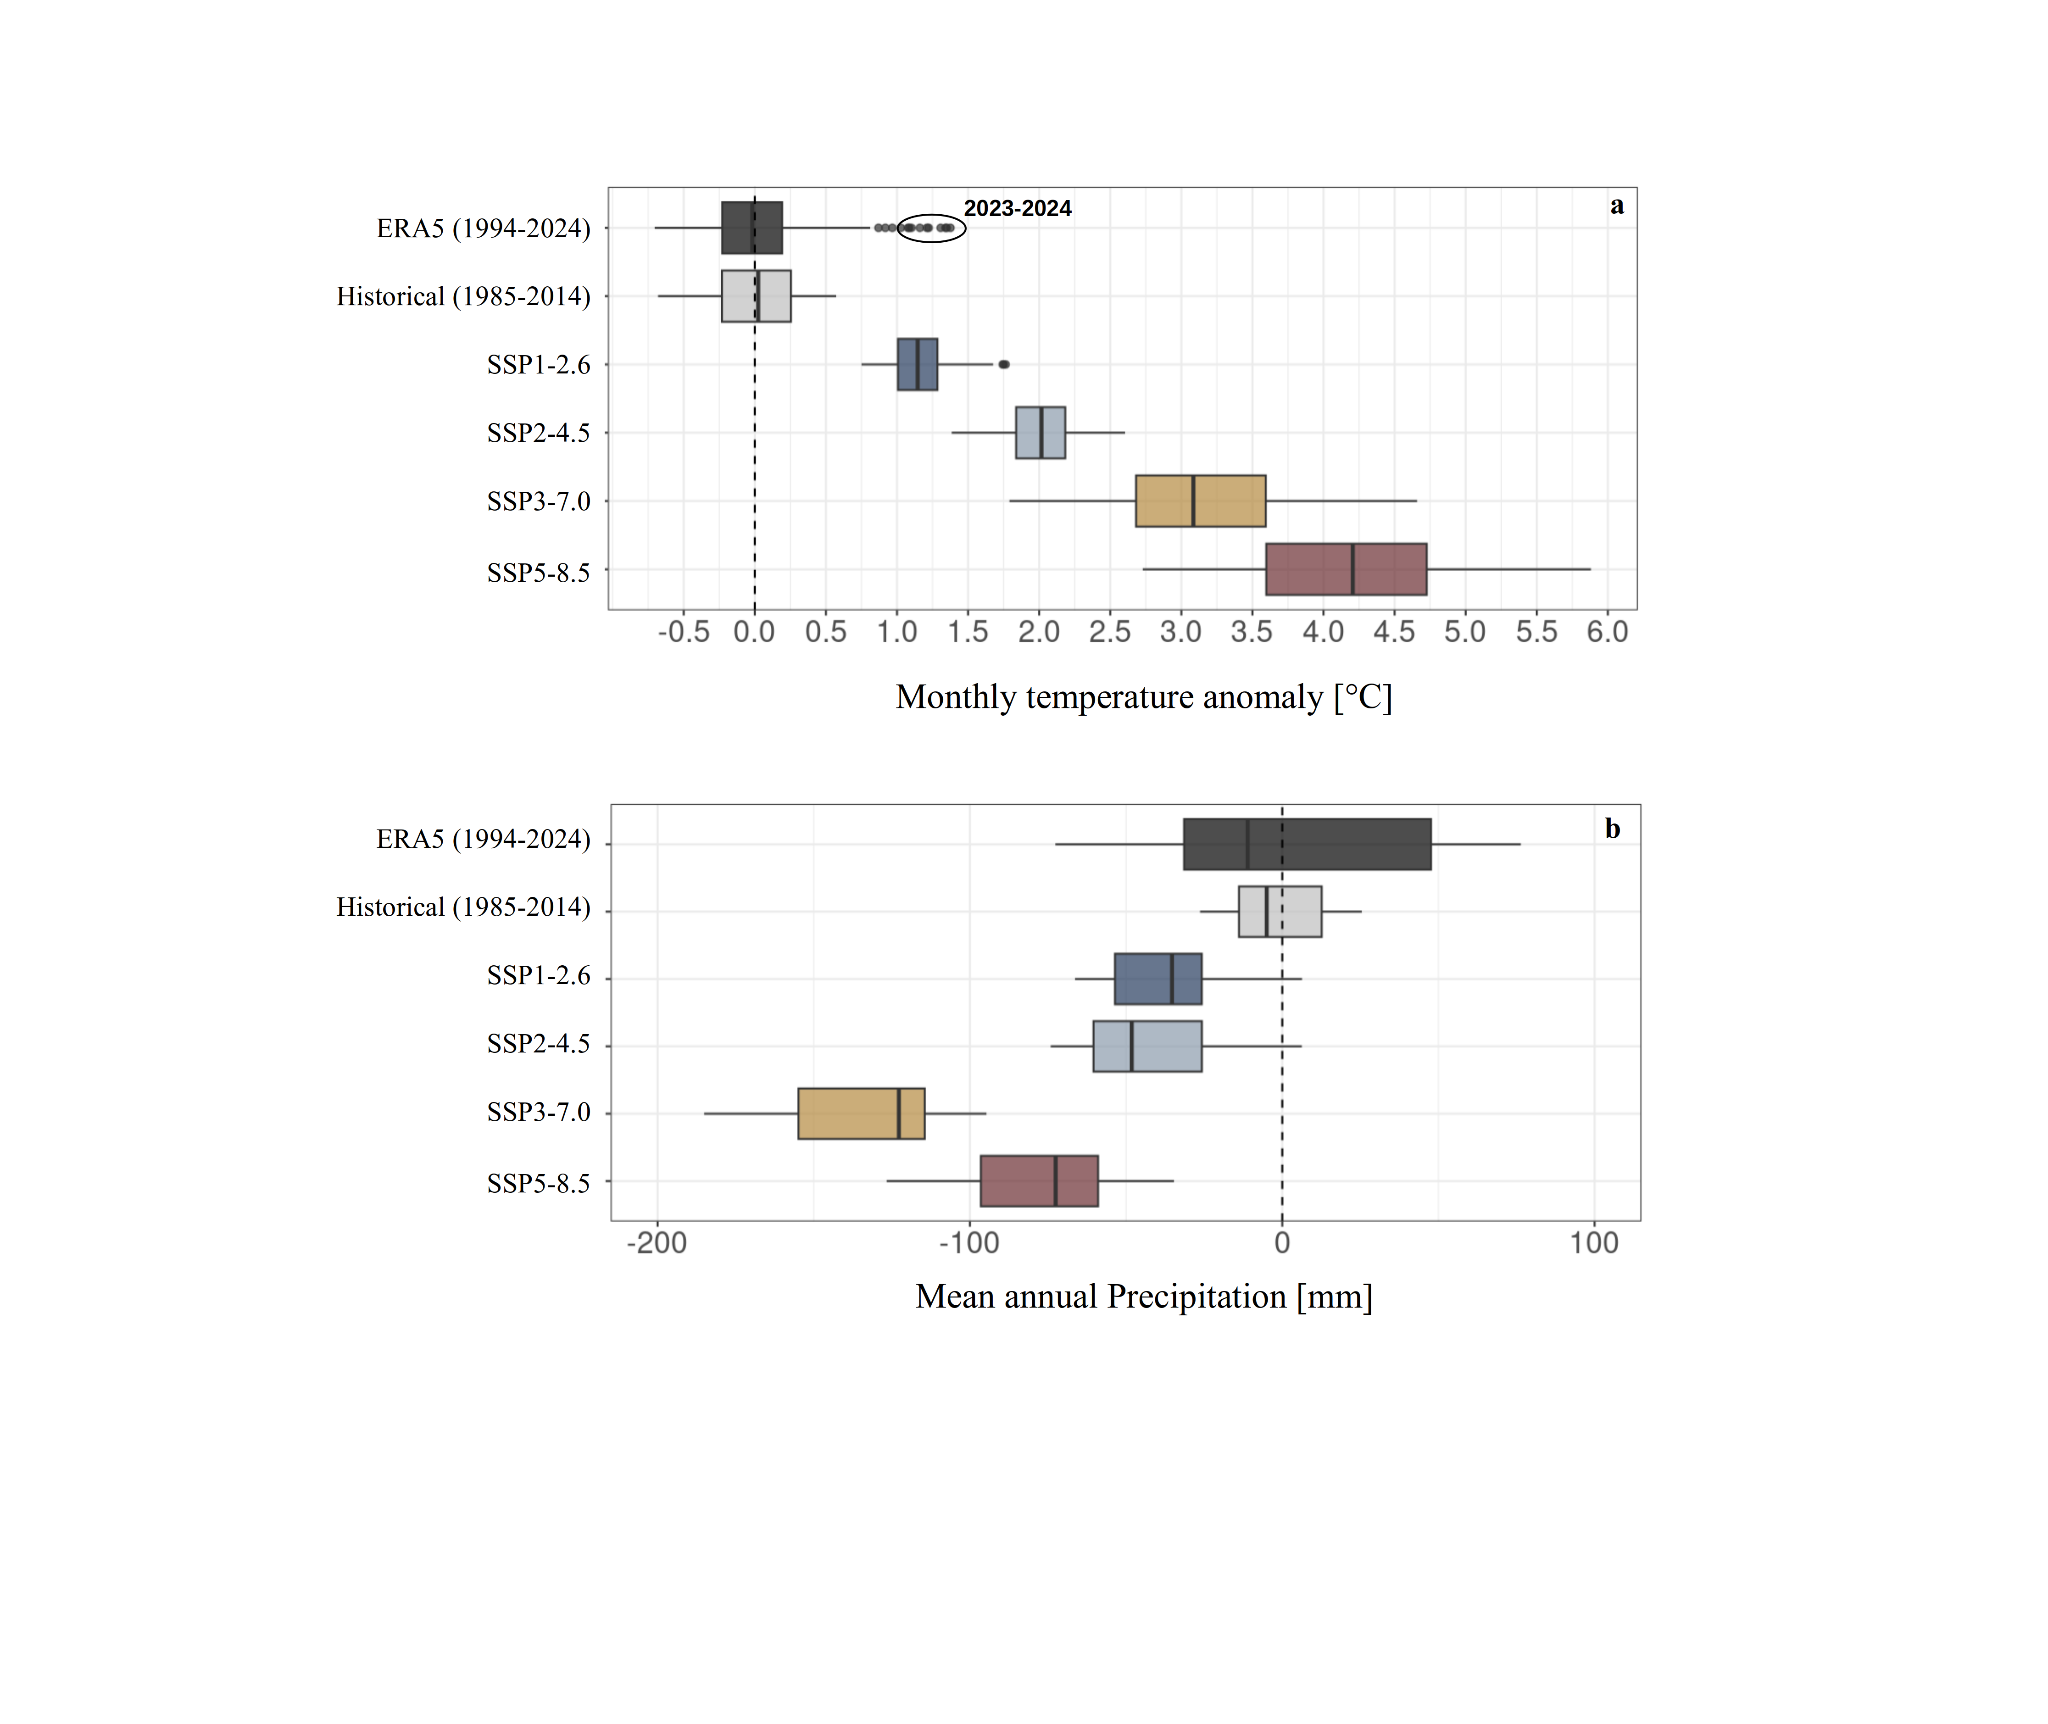 2023-2024
a
ERA5 (1994-2024)
Historical (1985-2014)
SSP1-2.6
SSP2-4.5
SSP3-7.0
SSP5-8.5
-0.5 0.0 0.5 1.0 1.5 2.0 2.5 3.0 3.5 4.0 4.5 5.0 5.5 6.0
Monthly temperature anomaly [°C]
b
ERA5 (1994-2024)
Historical (1985-2014)
SSP1-2.6
SSP2-4.5
SSP3-7.0
SSP5-8.5
-200 -100 0 100
Mean annual Precipitation [mm]